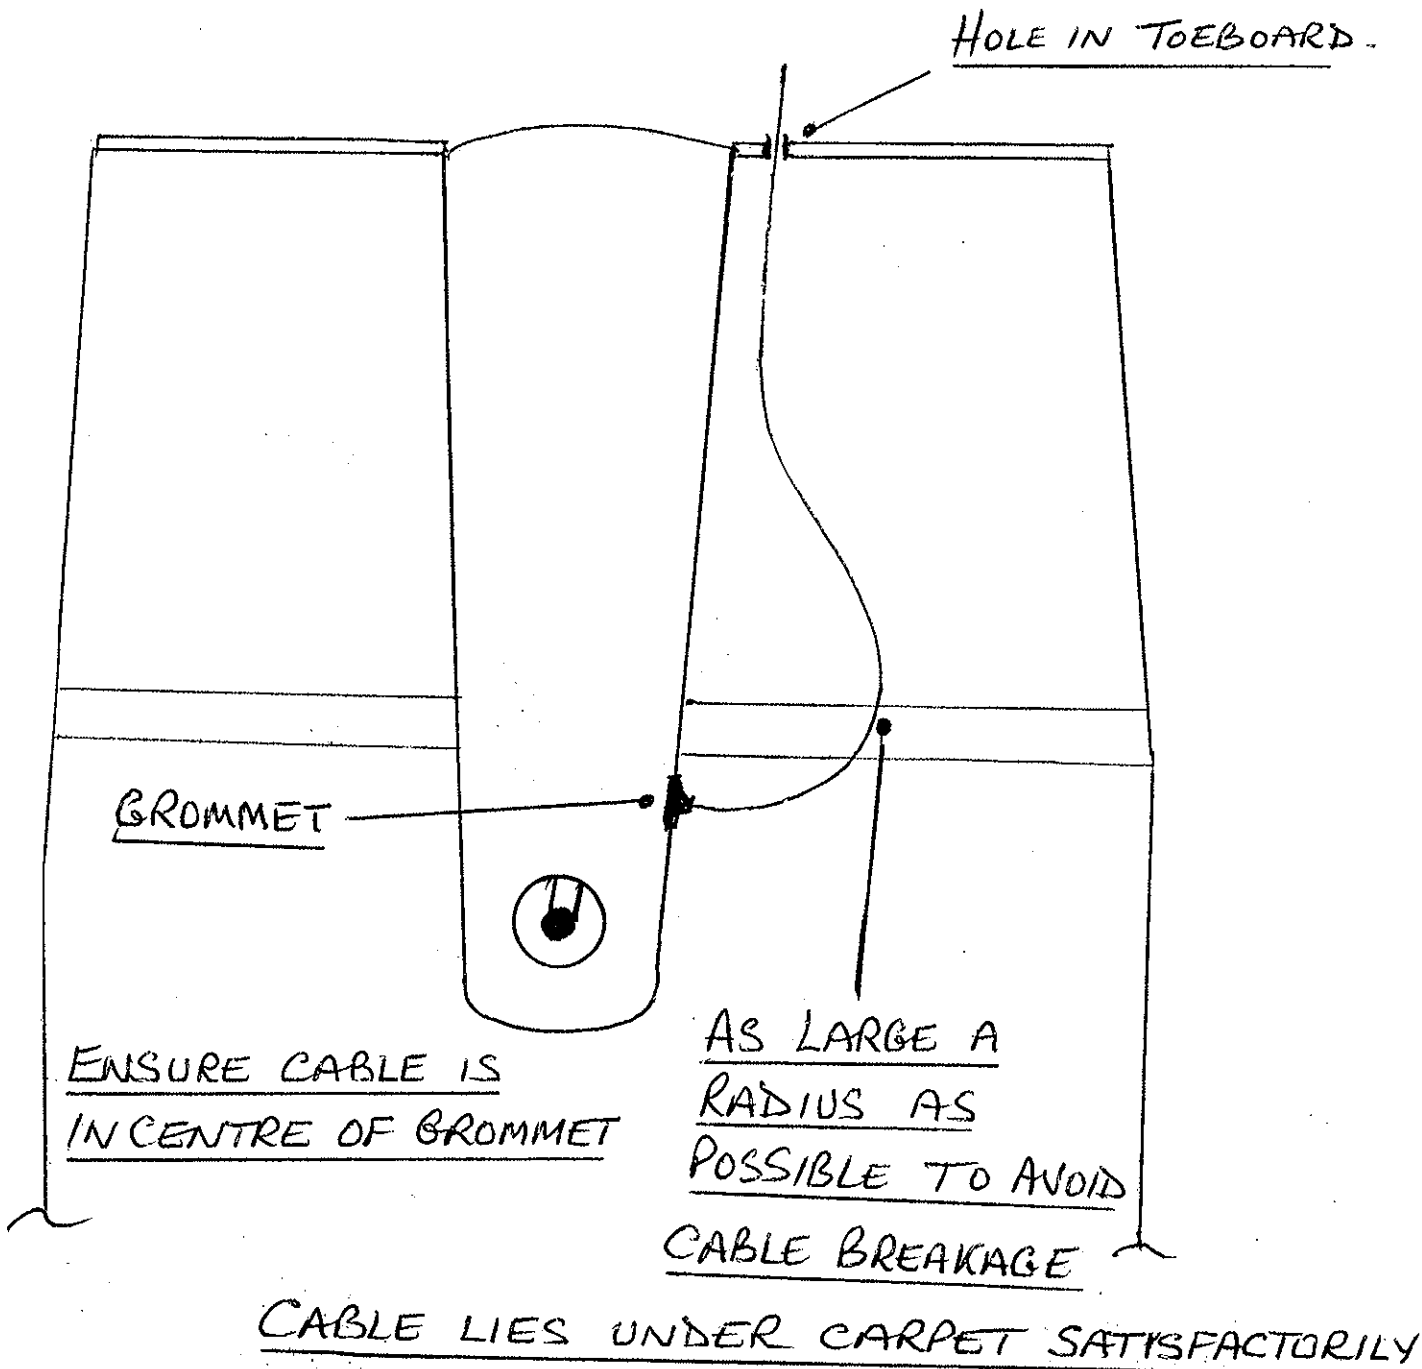 HOLE IN TOEBOARD.
GROMMET
ENSURE CABLE IS
IN CENTRE OF GROMMET
AS LARGE A
RADIUS AS
POSSIBLE TO AVOID
CABLE BREAKAGE
CABLE LIES UNDER CARPET SATISFACTORILY